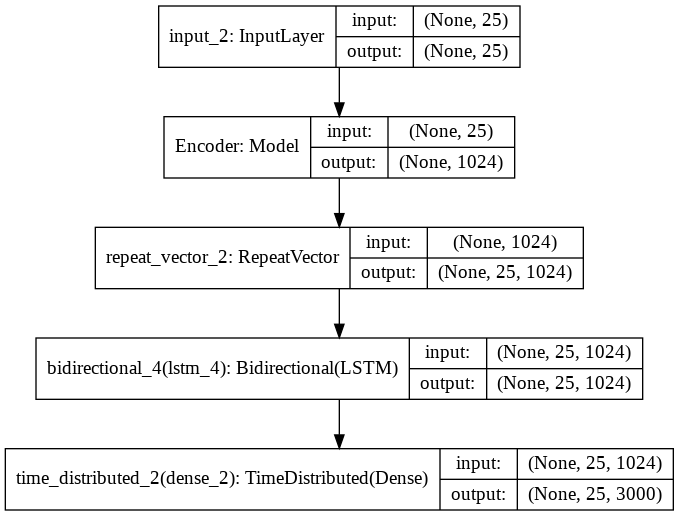 input_2: InputLayer
input: (None, 25)
output: (None, 25)
Encoder: Model
input: (None, 25)
output: (None, 1024)
repeat_vector_2: RepeatVector
input: (None, 1024)
output: (None, 25, 1024)
bidirectional_4(lstm_4): Bidirectional(LSTM)
input: (None, 25, 1024)
output: (None, 25, 1024)
time_distributed_2(dense_2): TimeDistributed(Dense)
input: (None, 25, 1024)
output: (None, 25, 3000)